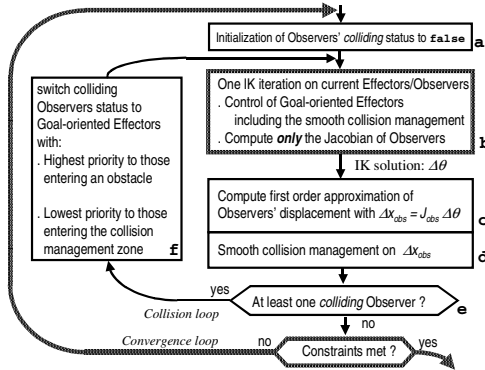 Initialization of Observers' colliding status to false
a
switch colliding
Observers status to
Goal-oriented Effectors
with:
. Highest priority to those
entering an obstacle
. Lowest priority to those
entering the collision
management zone
f
One IK iteration on current Effectors/Observers
. Control of Goal-oriented Effectors
including the smooth collision management
. Compute only the Jacobian of Observers
b
IK solution: Δθ
Compute first order approximation of
Observers' displacement with Δx_obs = J_obs Δθ
c
Smooth collision management on Δx_obs
d
yes
At least one colliding Observer ?
e
Collision loop
no
Convergence loop
no
Constraints met ?
yes